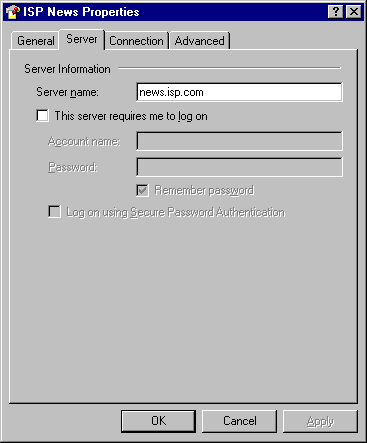 ISP News Properties
General Server Connection Advanced
Server Information
Server name: news.isp.com
This server requires me to log on
Account name:
Password:
Remember password
Log on using Secure Password Authentication
OK Cancel Apply